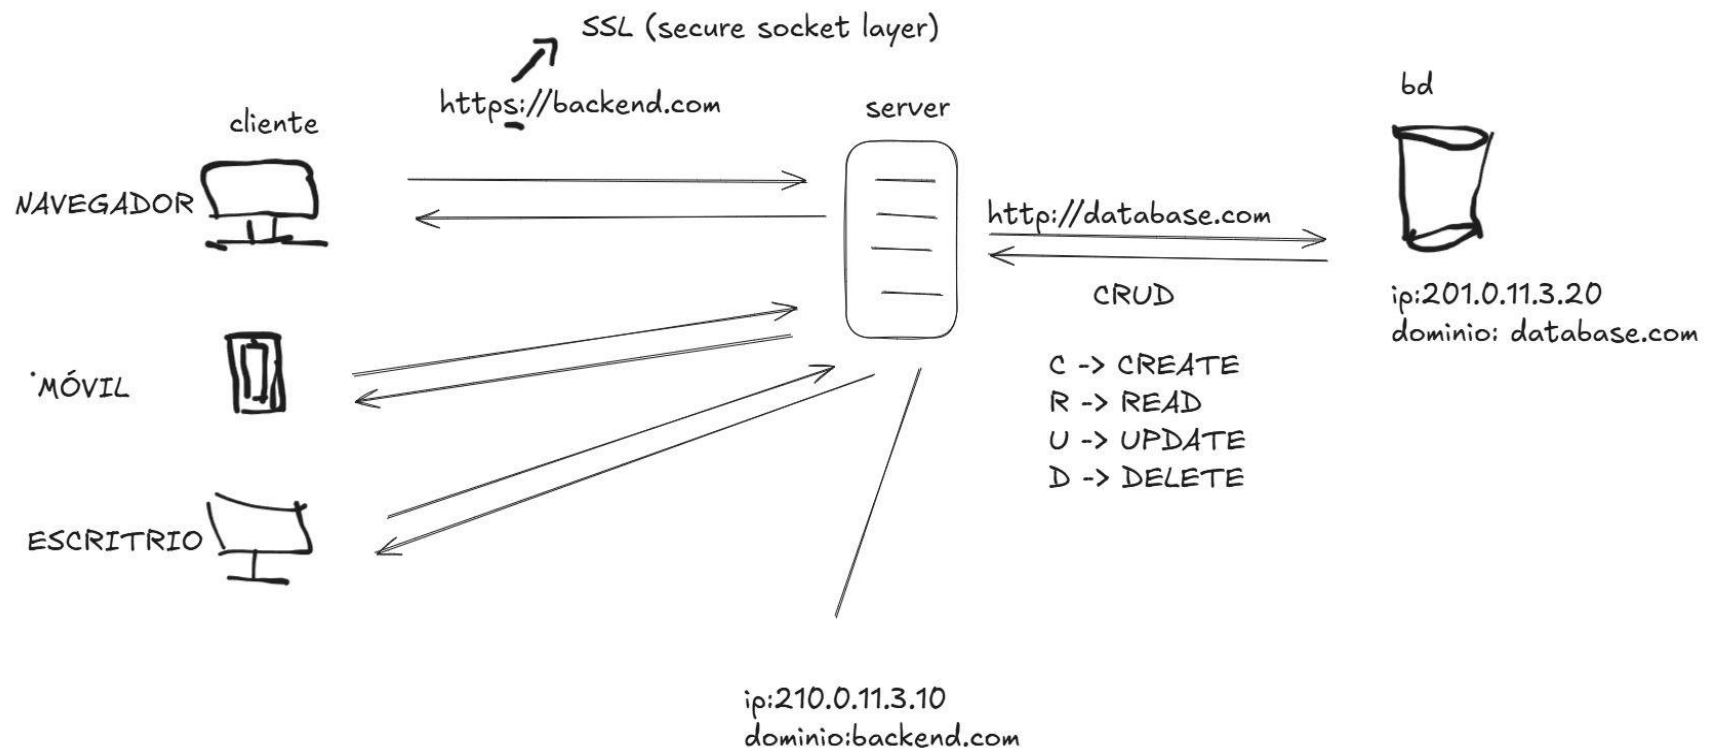 SSL (secure socket layer)
https://backend.com
cliente
server
bd
NAVEGADOR
http://database.com
CRUD
ip:201.0.11.3.20
dominio: database.com
MÓVIL
C -> CREATE
R -> READ
U -> UPDATE
D -> DELETE
ESCRITRIO
ip:210.0.11.3.10
dominio:backend.com